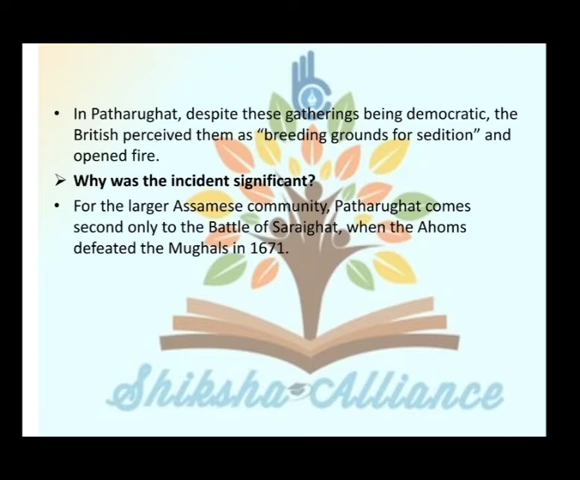 • In Patharughat, despite these gatherings being democratic, the
British perceived them as “breeding grounds for sedition” and
opened fire.
➢ Why was the incident significant?
• For the larger Assamese community, Patharughat comes
second only to the Battle of Saraighat, when the Ahoms
defeated the Mughals in 1671.
Shiksha Alliance